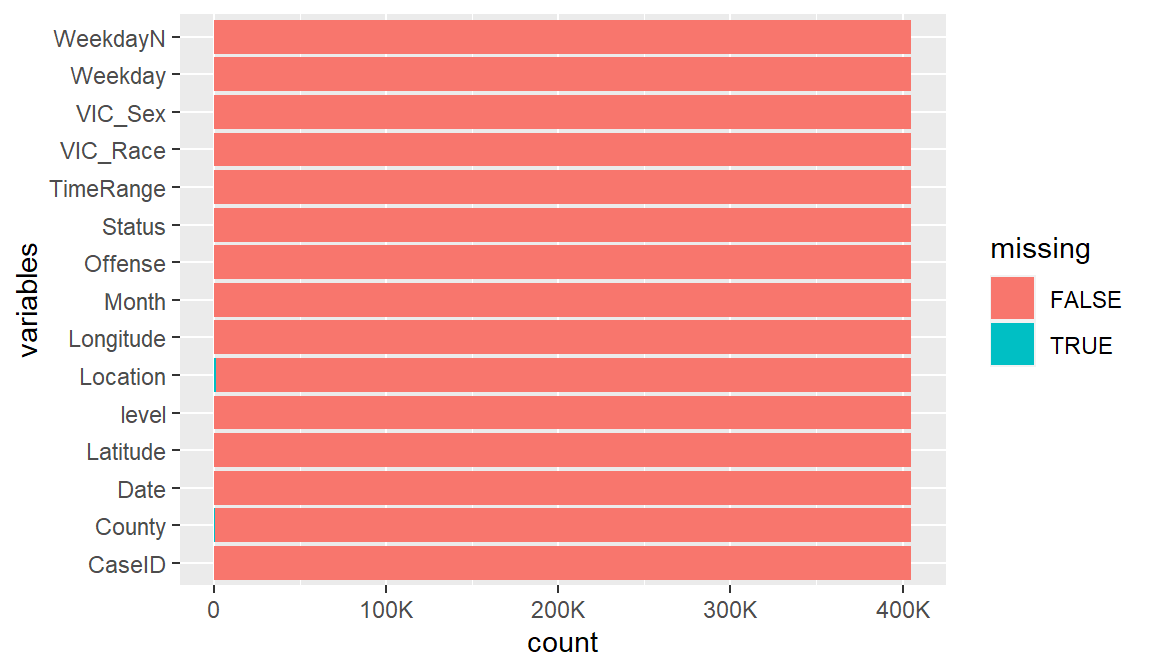 WeekdayN
Weekday
VIC_Sex
VIC_Race
TimeRange
Status
Offense
Month
Longitude
Location
level
Latitude
Date
County
CaseID
variables
0 100K 200K 300K 400K
count
missing
FALSE
TRUE